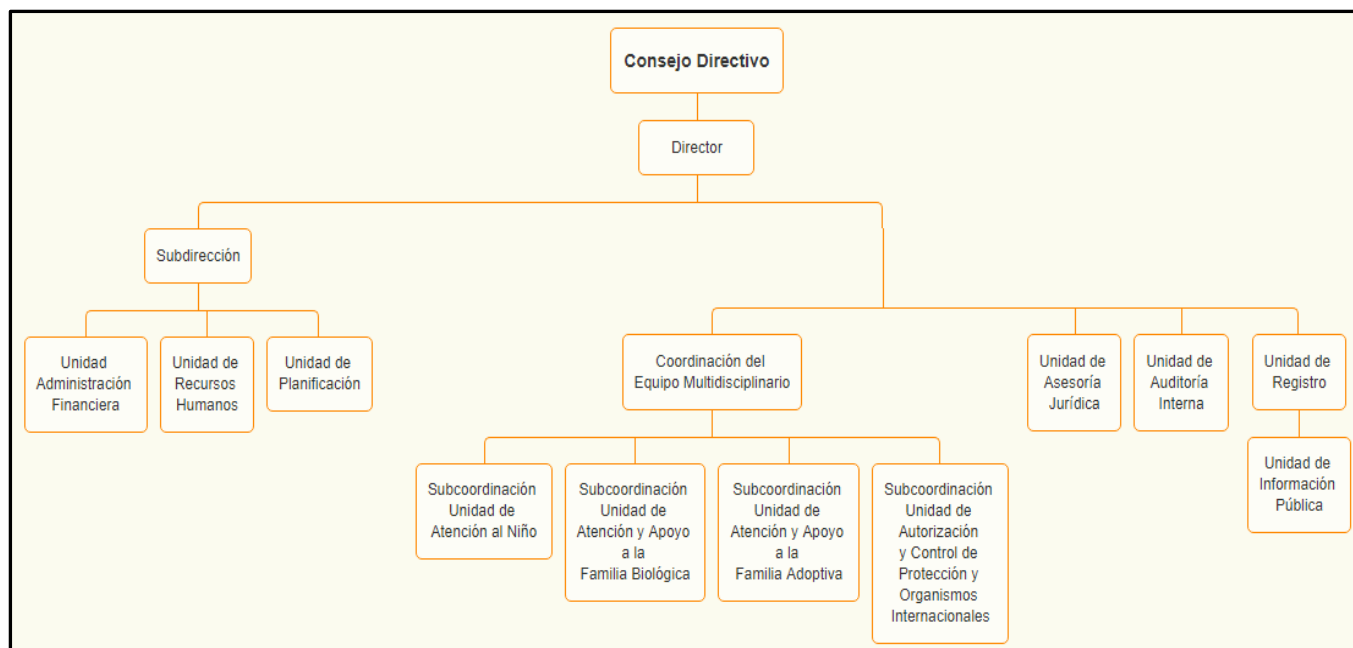 Consejo Directivo
Director
Subdirección
Unidad
Administración
Financiera
Unidad de
Recursos
Humanos
Unidad de
Planificación
Coordinación del
Equipo Multidisciplinario
Unidad de
Asesoría
Jurídica
Unidad de
Auditoría
Interna
Unidad de
Registro
Subcoordinación
Unidad de
Atención al Niño
Subcoordinación
Unidad de
Atención y Apoyo
a la
Familia Biológica
Subcoordinación
Unidad de
Atención y Apoyo
a la
Familia Adoptiva
Subcoordinación
Unidad de
Autorización
y Control de
Protección y
Organismos
Internacionales
Unidad de
Información
Pública